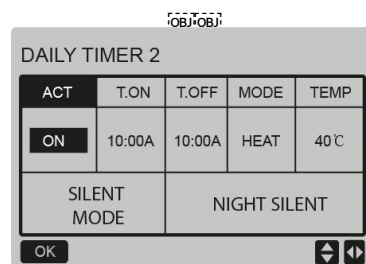 OBJ OBJ
DAILY TIMER 2
ACT T.ON T.OFF MODE TEMP
ON 10:00A 10:00A HEAT 40℃
SILENT
MODE
NIGHT SILENT
OK